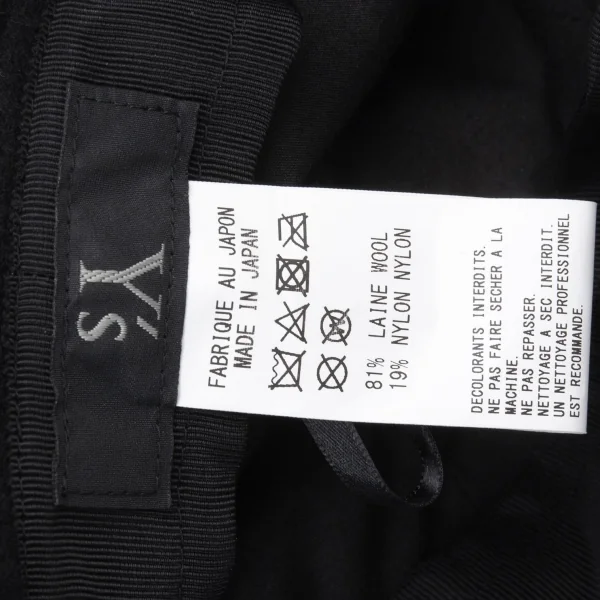 Y's
FABRIQUE AU JAPON
MADE IN JAPAN
81% LAINE WOOL
19% NYLON NYLON
DECOLORANTS INTERDITS.
NE PAS FAIRE SECHER A LA
MACHINE.
NE PAS REPASSER.
NETTOYAGE A SEC INTERDIT.
UN NETTOYAGE PROFESSIONNEL
EST RECOMMANDE.